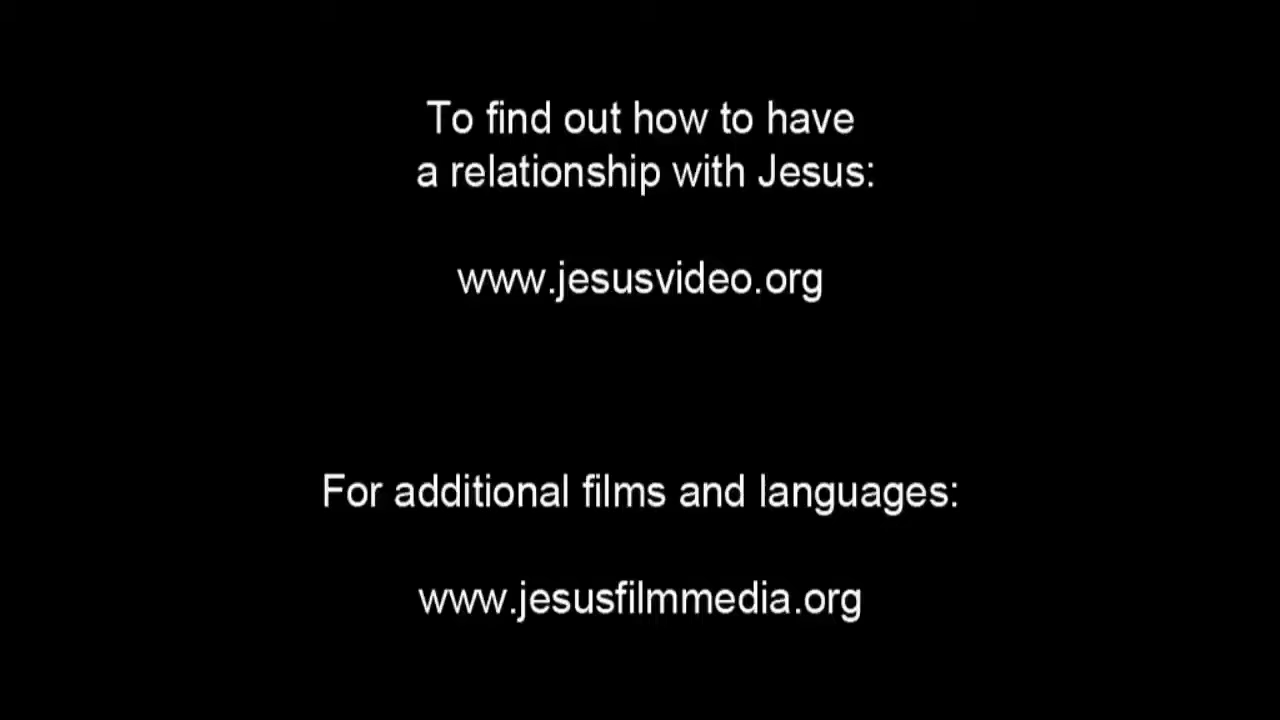 To find out how to have
a relationship with Jesus:
www.jesusvideo.org
For additional films and languages:
www.jesusfilmmedia.org